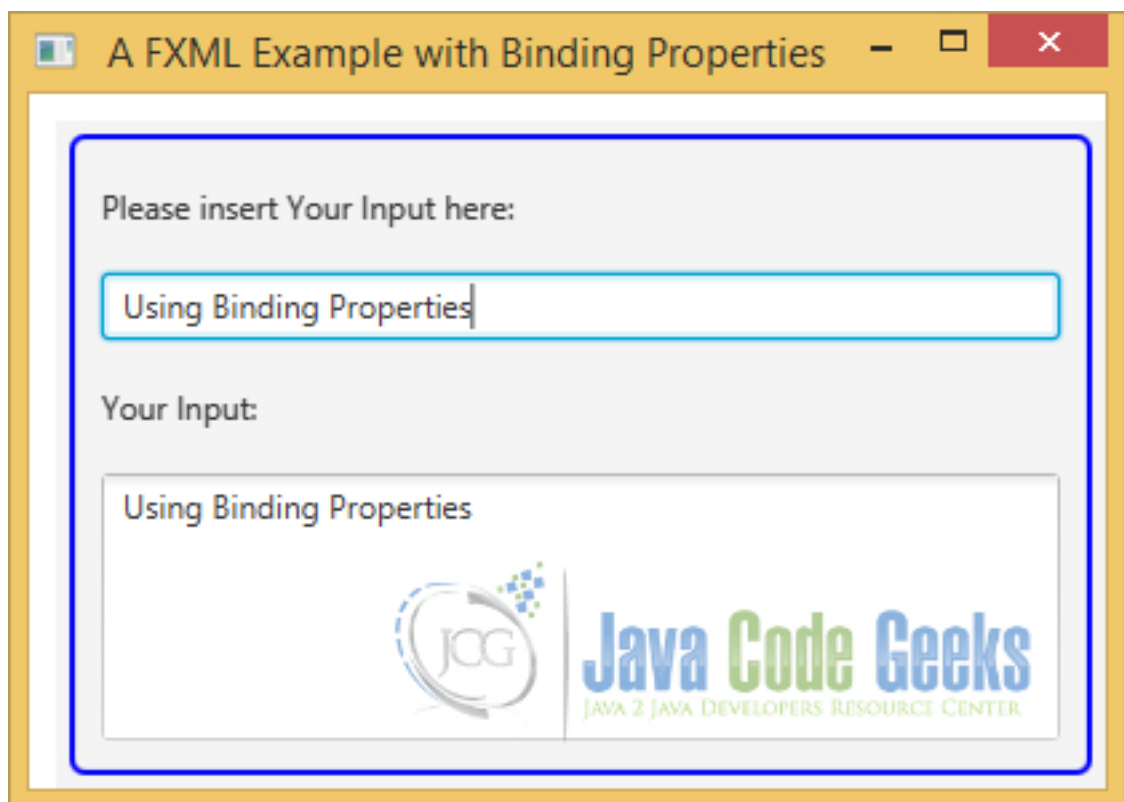 A FXML Example with Binding Properties
Please insert Your Input here:
Using Binding Properties
Your Input:
Using Binding Properties
JCG
Java Code Geeks
JAVA 2 JAVA DEVELOPERS RESOURCE CENTER